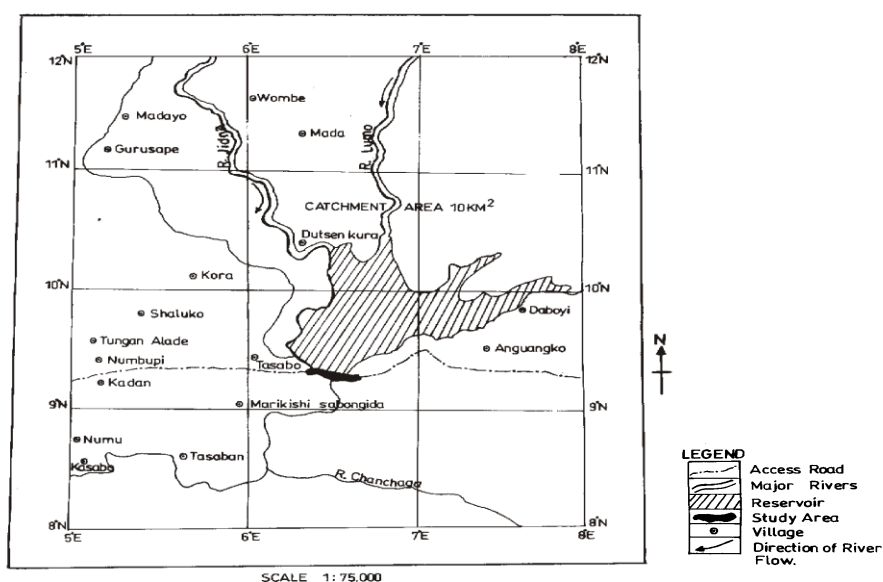 5°E 6°E 7°E 8°E
12°N 12°N
Wombe
Madayo
Mada
R. Jidna
R. Lumo
Gurusape
11°N 11°N
CATCHMENT AREA 10KM²
Dutsen kura
Kora
10°N 10°N
Shaluko
Daboyi
Tungan Alade
Anguangko
Numbupi
Tasabo
N
Kadan
Marikishi sabongida
9°N 9°N
Numu
Tasaban
Kasabo
R. Chanchaga
8°N 8°N
5°E 6°E 7°E 8°E
SCALE 1:75.000
LEGEND
Access Road
Major Rivers
Reservoir
Study Area
Village
Direction of River
Flow.